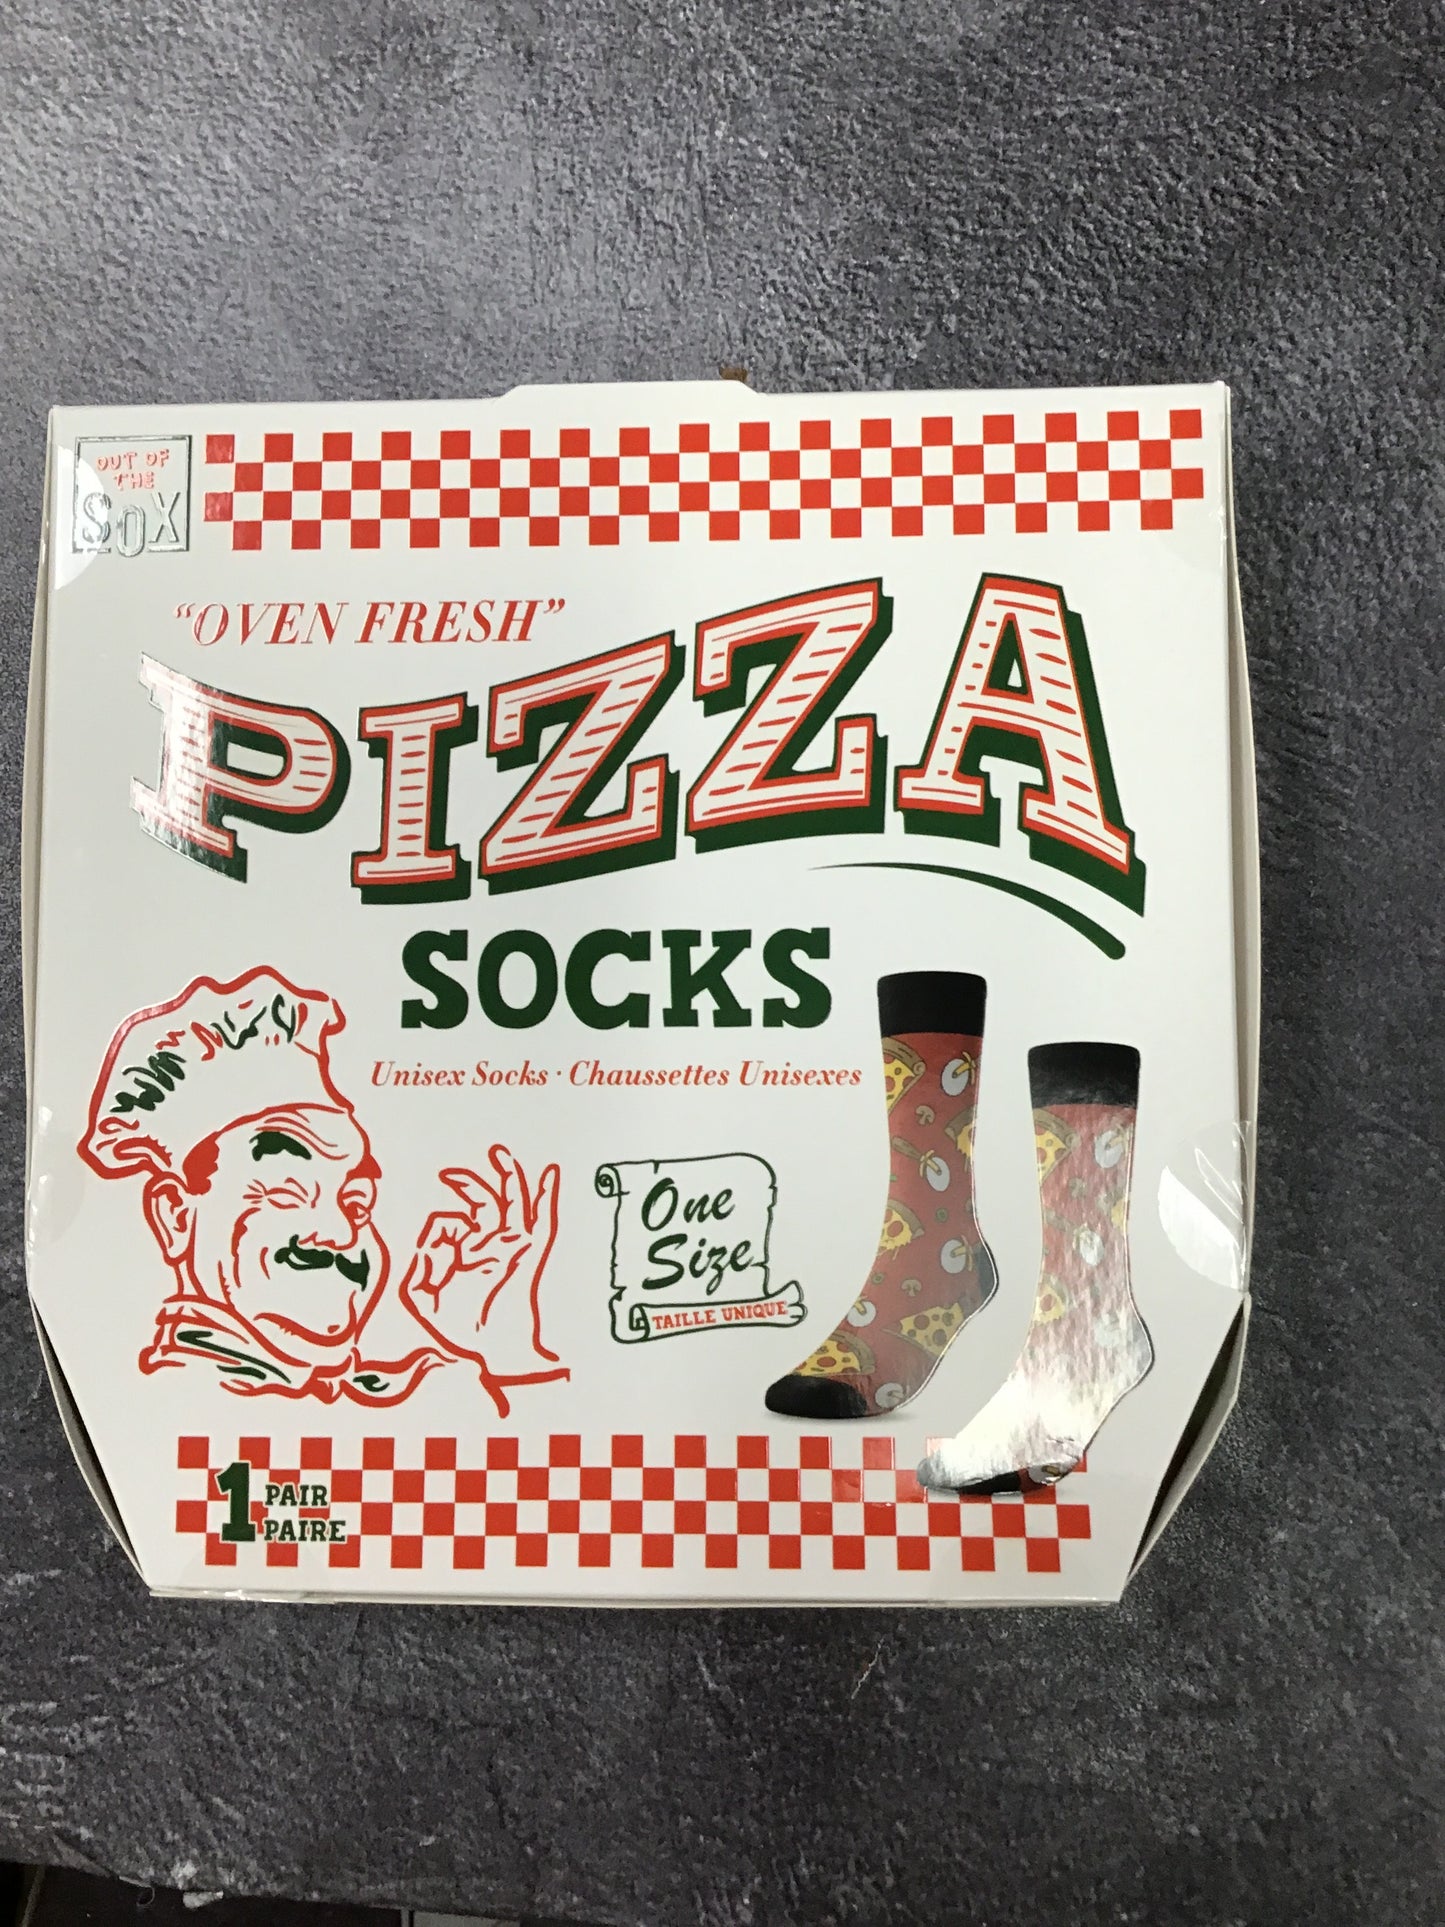 OUT OF
THE
SOX
"OVEN FRESH"
PIZZA
SOCKS
Unisex Socks · Chaussettes Unisexes
One
Size
TAILLE UNIQUE
1 PAIR
PAIRE